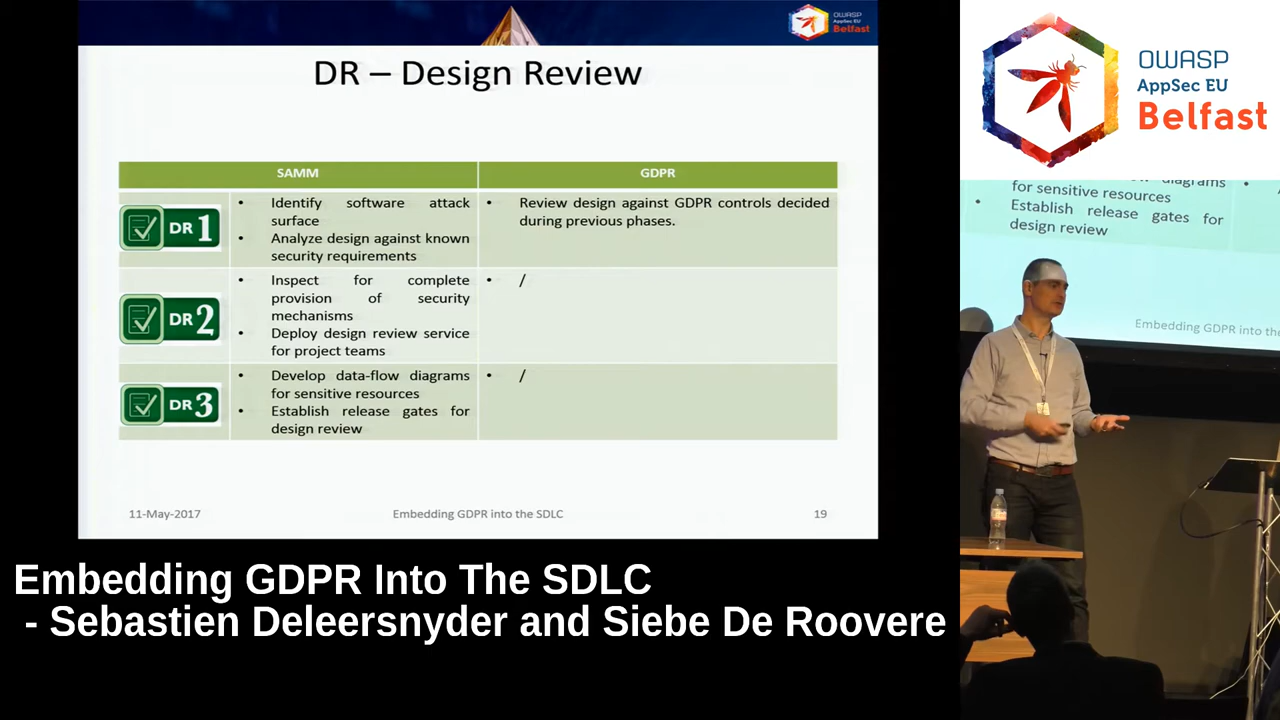 OWASP
AppSec EU
Belfast
DR – Design Review
SAMM
GDPR
DR 1
• Identify software attack
surface
• Analyze design against known
security requirements
• Review design against GDPR controls decided
during previous phases.
DR 2
• Inspect for complete
provision of security
mechanisms
• Deploy design review service
for project teams
• /
DR 3
• Develop data-flow diagrams
for sensitive resources
• Establish release gates for
design review
• /
11-May-2017
Embedding GDPR into the SDLC
19
Embedding GDPR Into The SDLC
- Sebastien Deleersnyder and Siebe De Roovere
OWASP
AppSec EU
Belfast
diagrams
for sensitive resources
• Establish release gates for
design review
Embedding GDPR into the